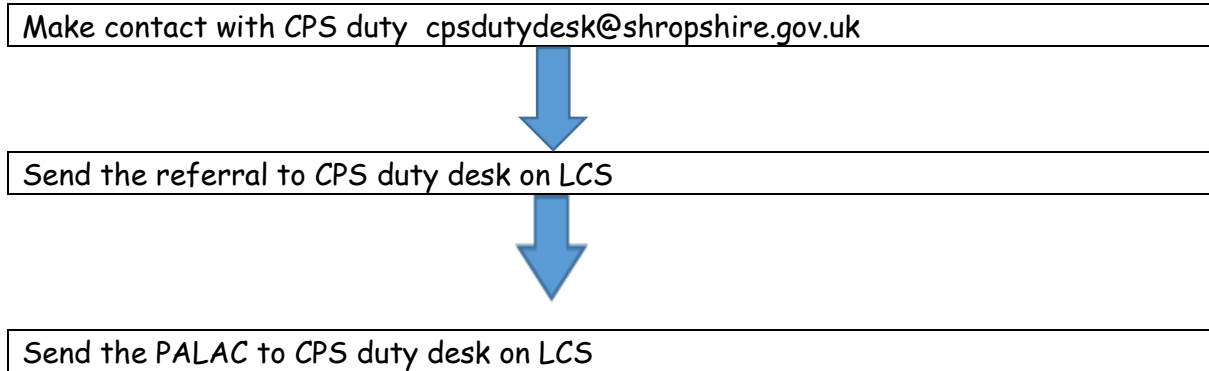 Make contact with CPS duty cpsdutydesk@shropshire.gov.uk
Send the referral to CPS duty desk on LCS
Send the PALAC to CPS duty desk on LCS